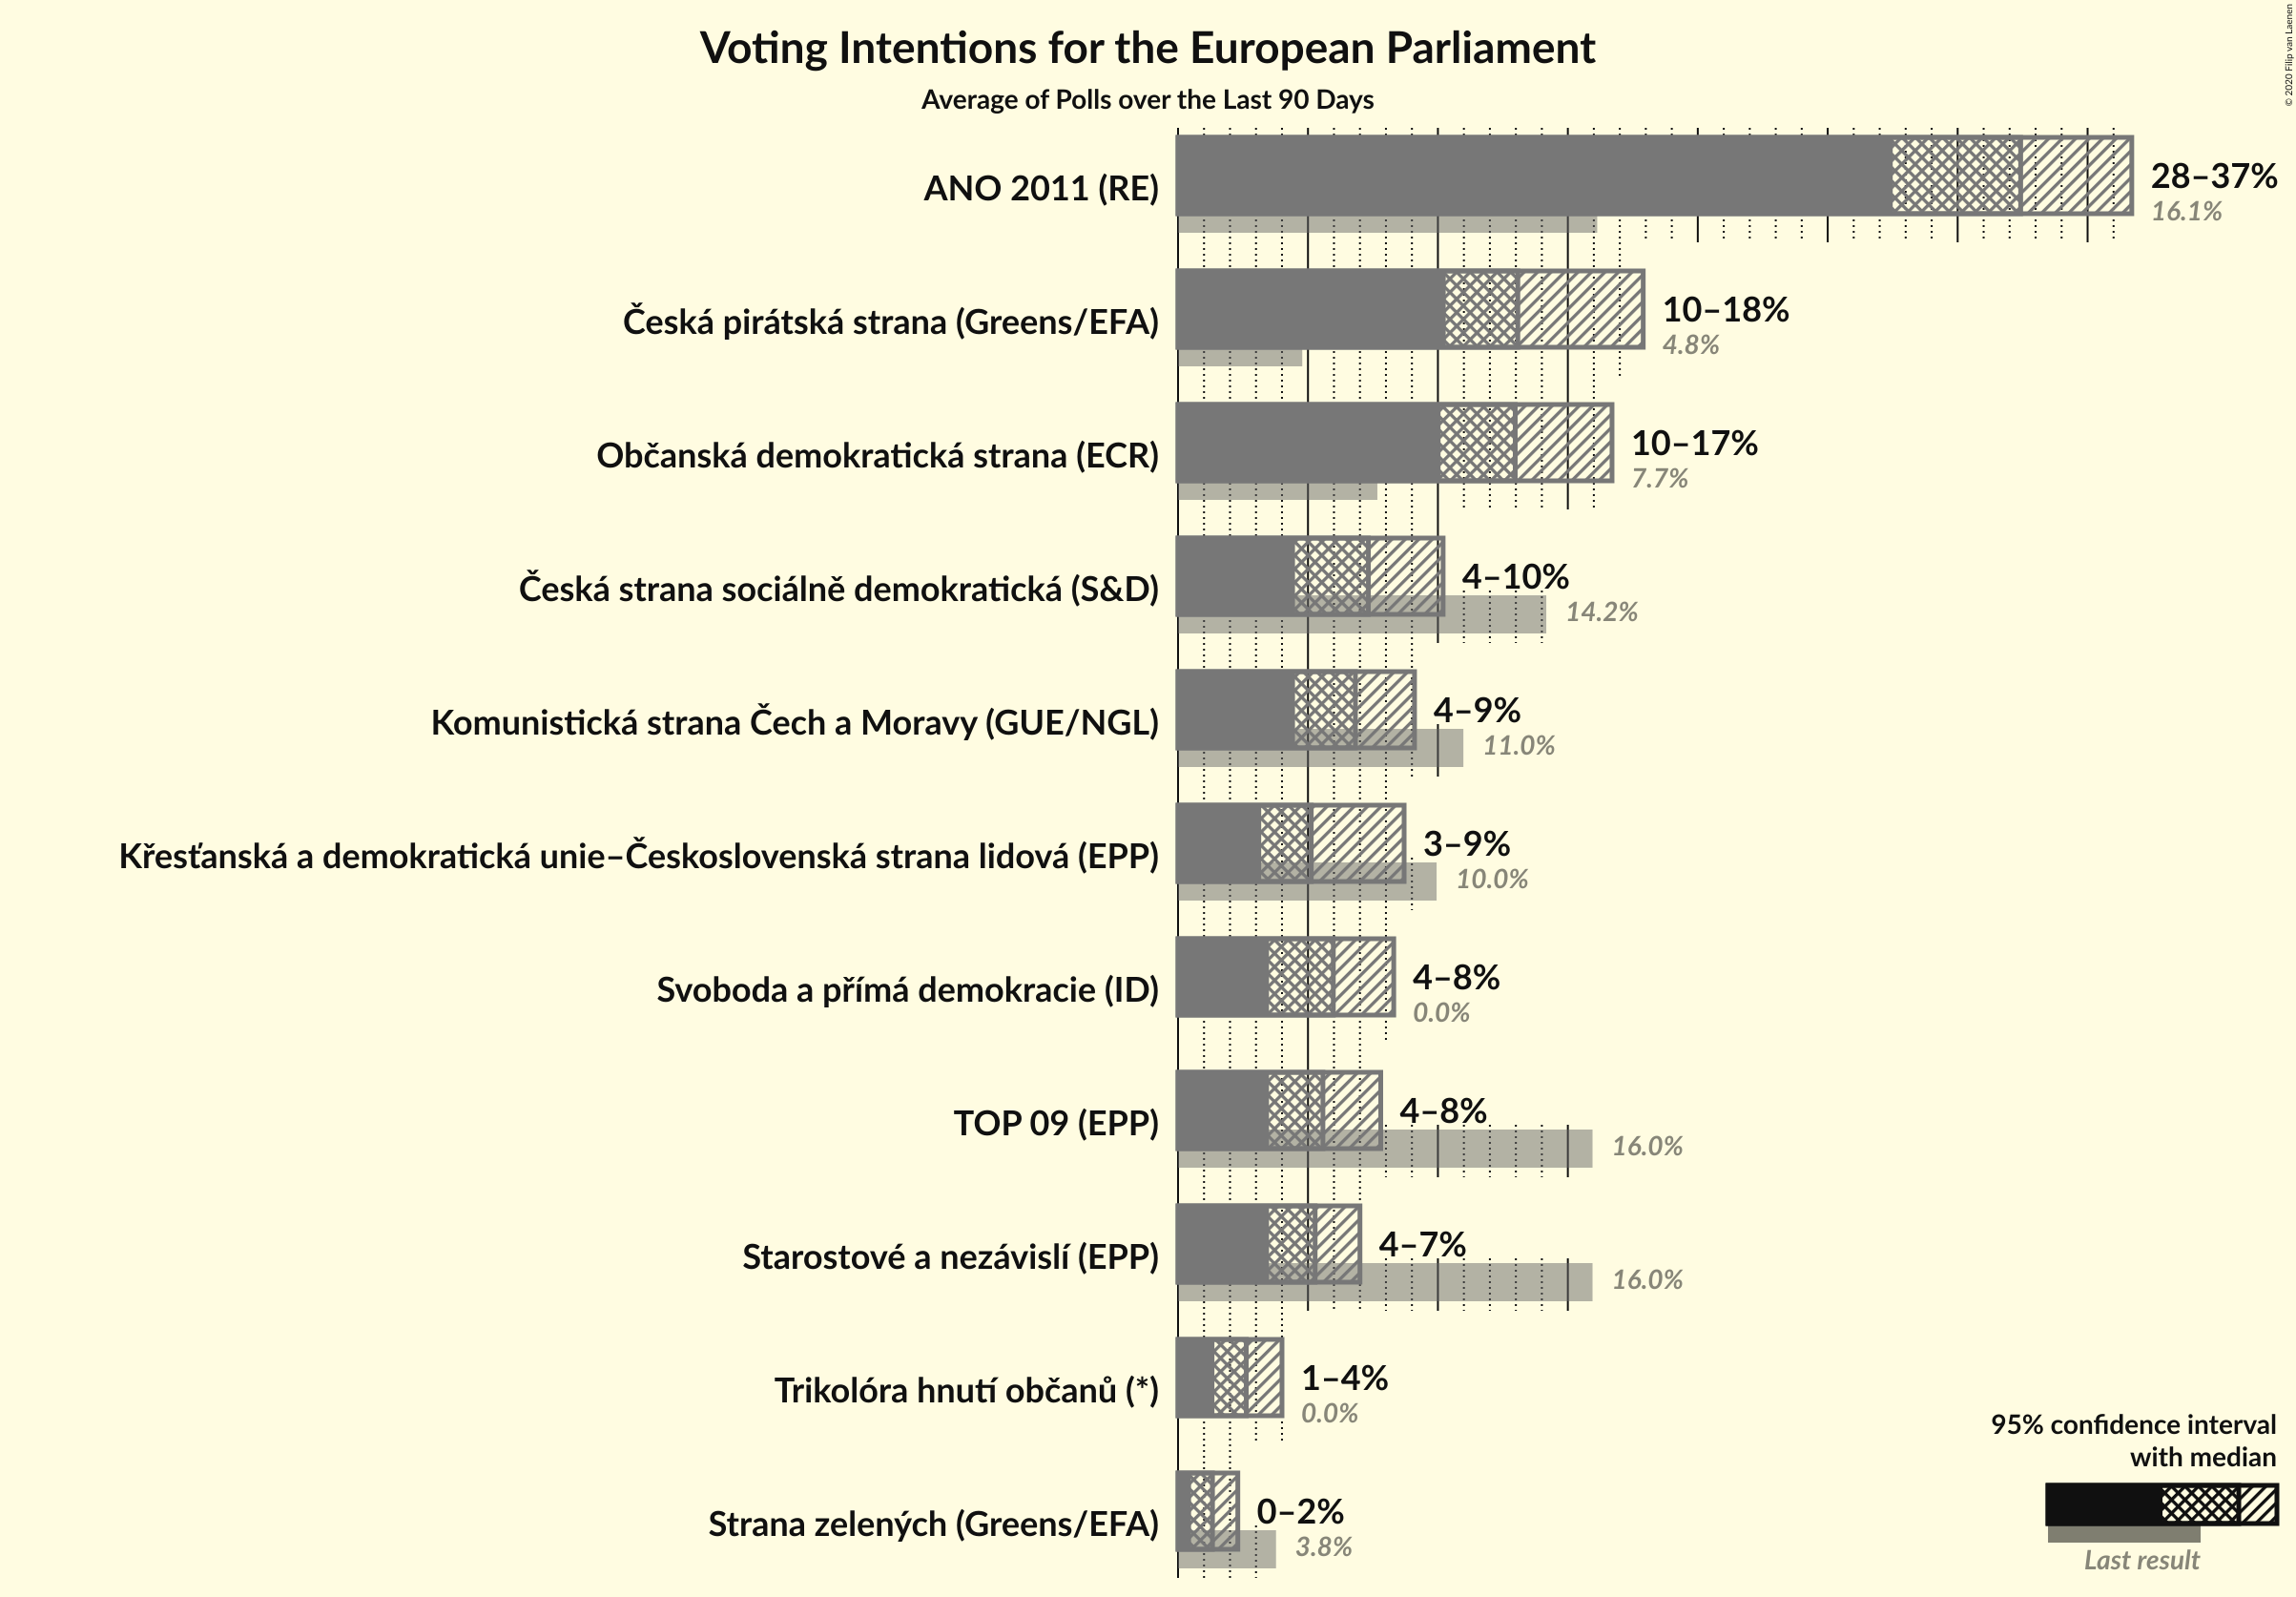 Voting Intentions for the European Parliament
Average of Polls over the Last 90 Days
© 2020 Filip van Laenen
ANO 2011 (RE)
28–37%
16.1%
Česká pirátská strana (Greens/EFA)
10–18%
4.8%
Občanská demokratická strana (ECR)
10–17%
7.7%
Česká strana sociálně demokratická (S&D)
4–10%
14.2%
Komunistická strana Čech a Moravy (GUE/NGL)
4–9%
11.0%
Křesťanská a demokratická unie–Československá strana lidová (EPP)
3–9%
10.0%
Svoboda a přímá demokracie (ID)
4–8%
0.0%
TOP 09 (EPP)
4–8%
16.0%
Starostové a nezávislí (EPP)
4–7%
16.0%
Trikolóra hnutí občanů (*)
1–4%
0.0%
Strana zelených (Greens/EFA)
0–2%
3.8%
95% confidence interval
with median
Last result